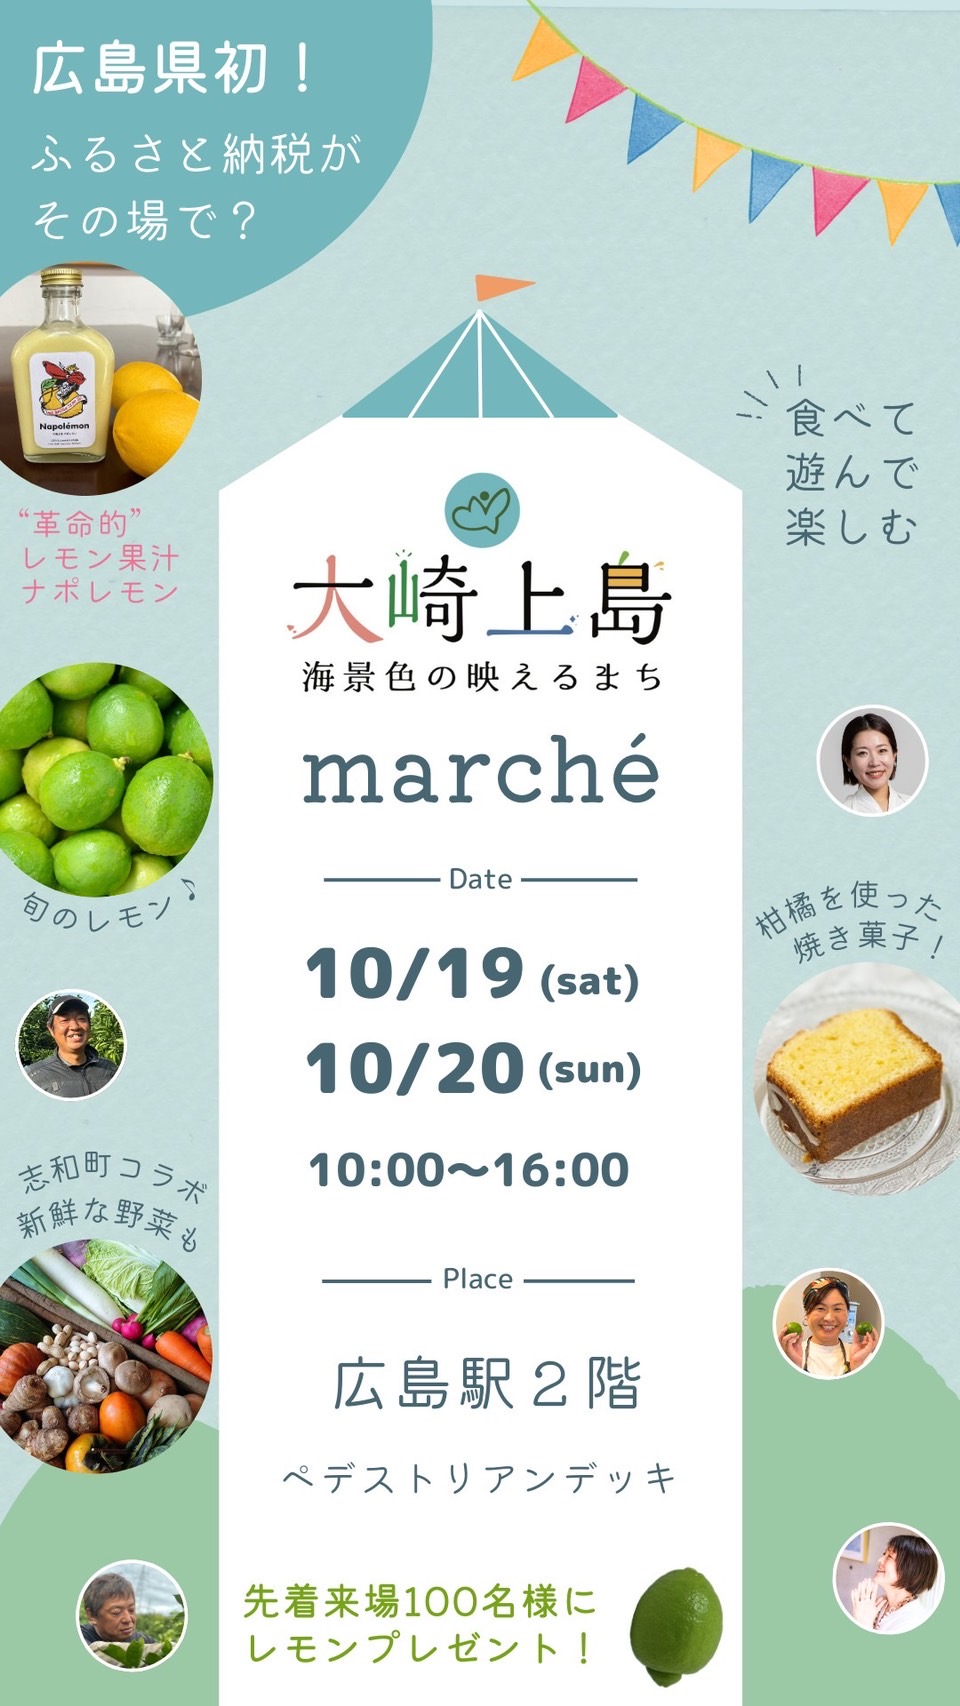 広島県初！
ふるさと納税が
その場で？
Napolémon
“革命的”
レモン果汁
ナポレモン
食べて
遊んで
楽しむ
大崎上島
海景色の映えるまち
marché
Date
10/19 (sat)
10/20 (sun)
10:00〜16:00
Place
広島駅２階
ペデストリアンデッキ
先着来場100名様に
レモンプレゼント！
旬のレモン♪
志和町コラボ
新鮮な野菜も
柑橘を使った
焼き菓子！